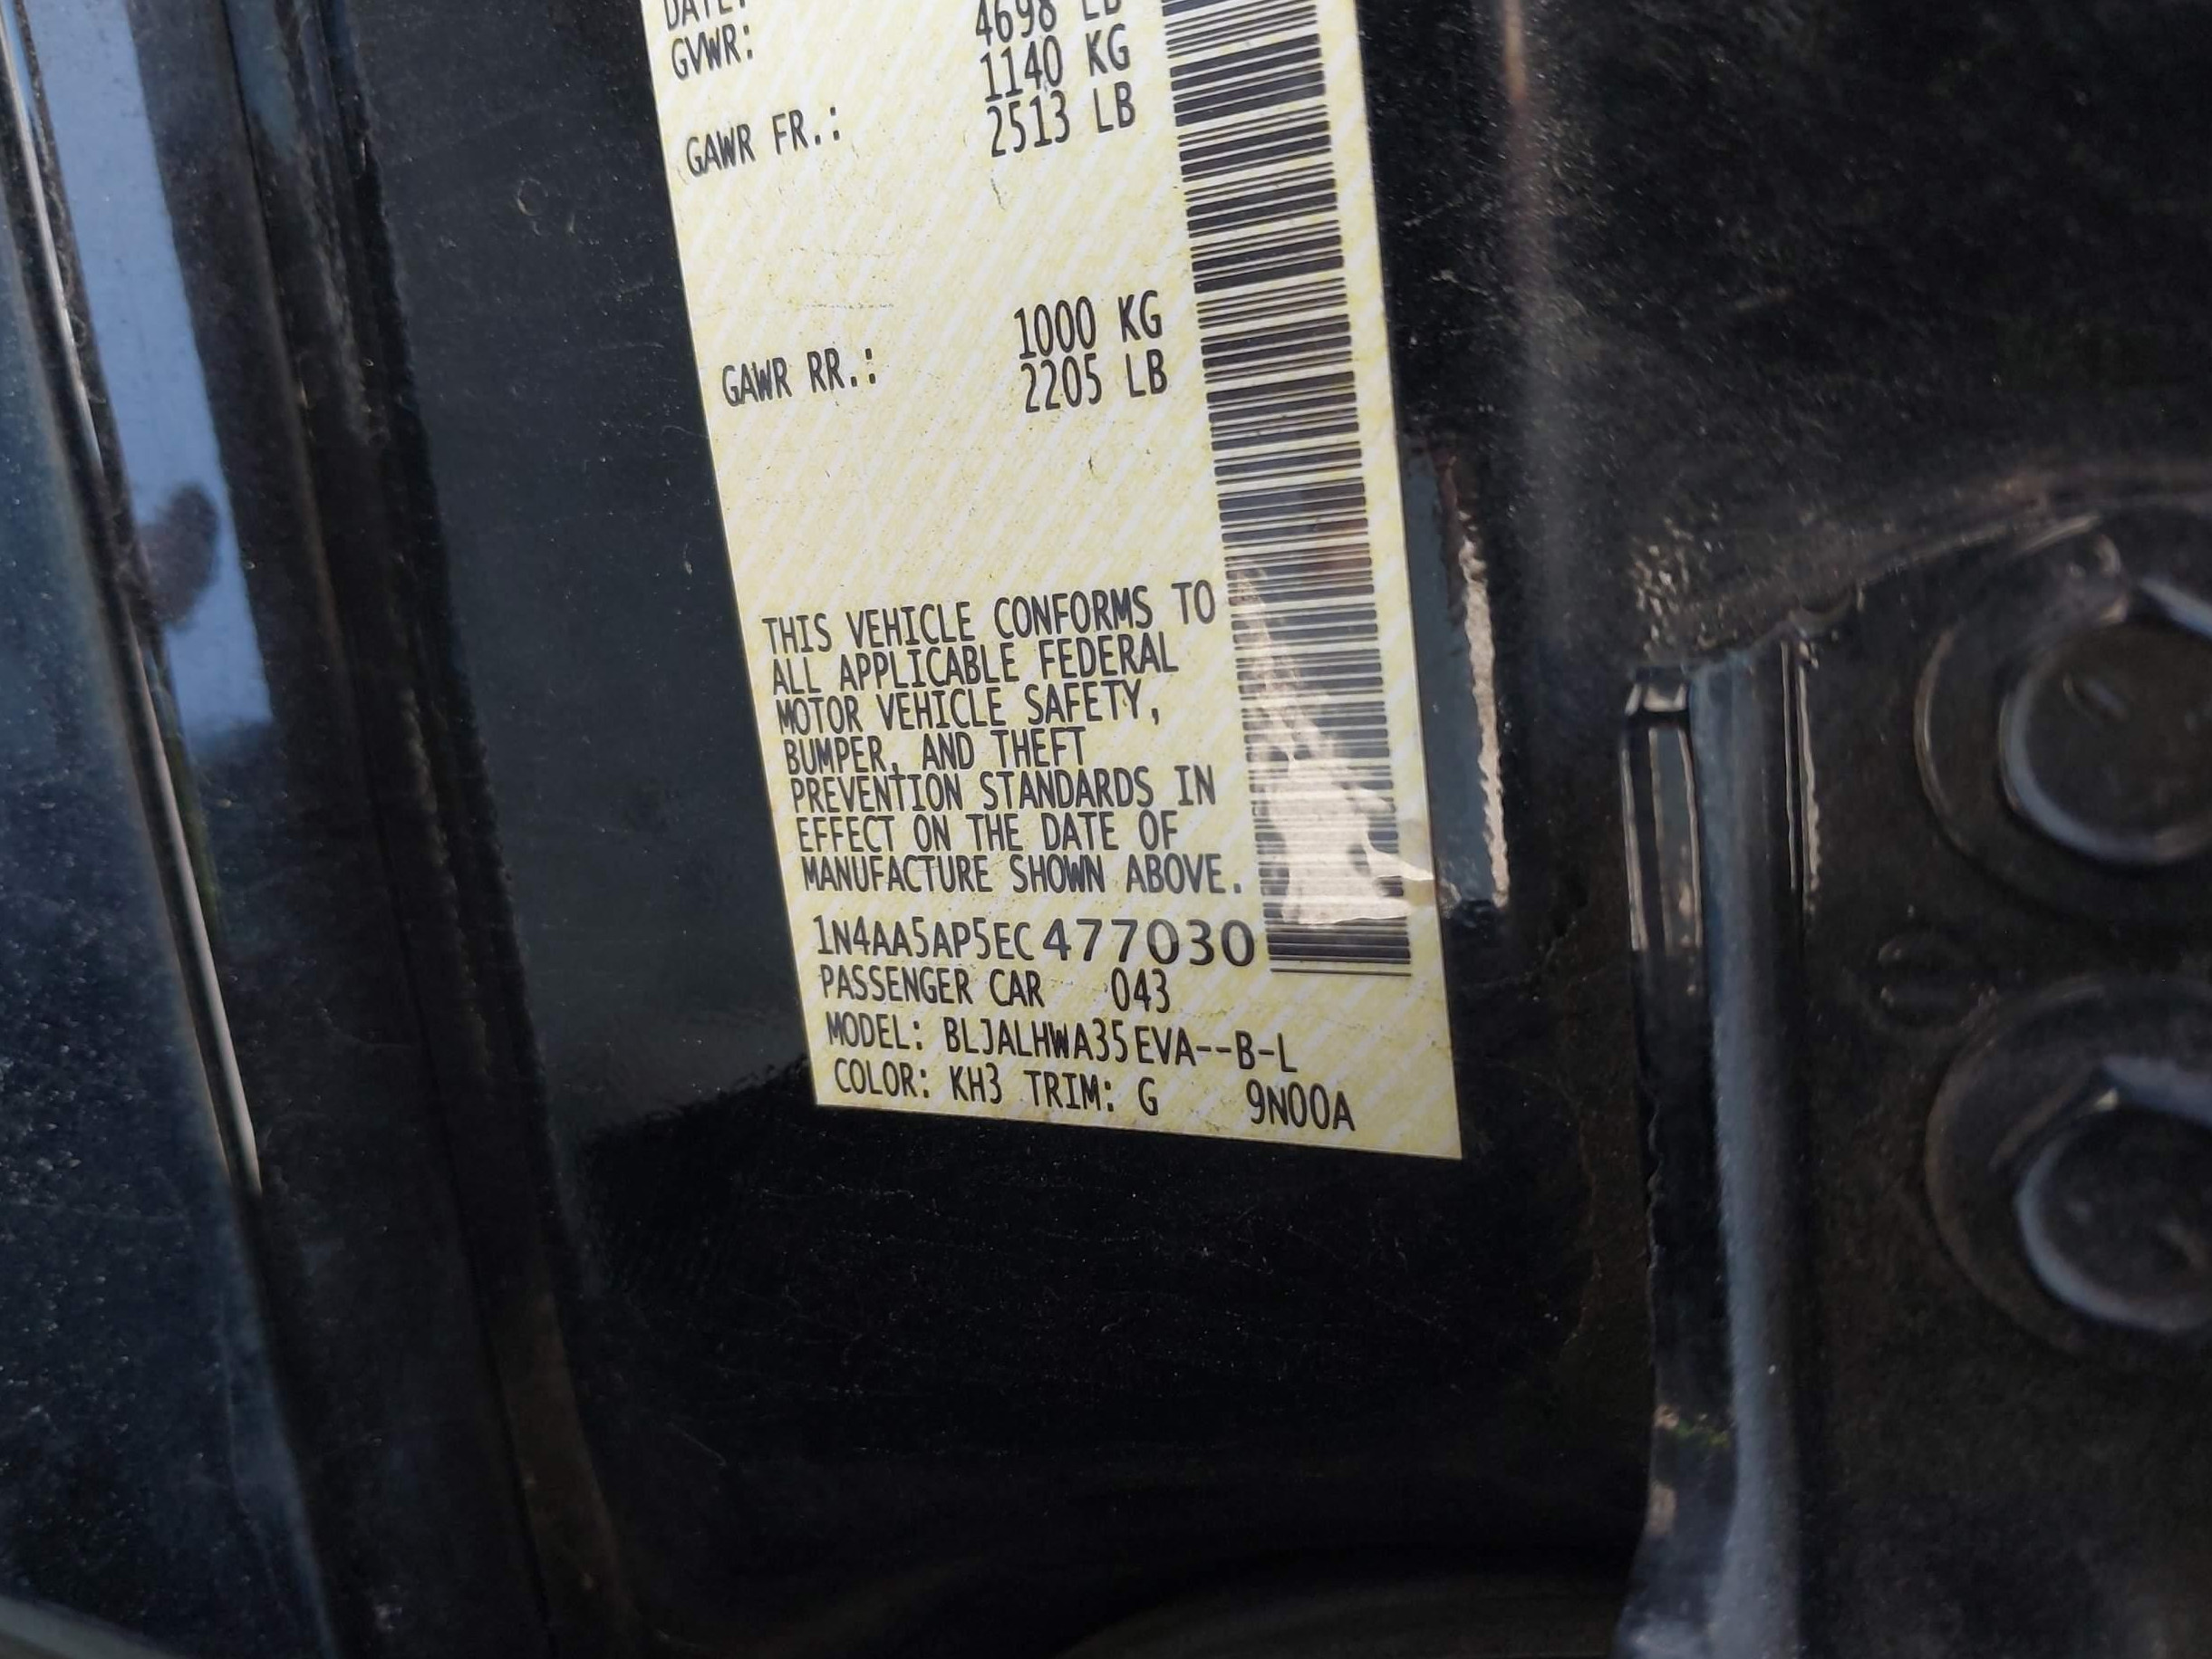 DATE:
GVWR: 4698 LB
1140 KG
GAWR FR.: 2513 LB
1000 KG
GAWR RR.: 2205 LB
THIS VEHICLE CONFORMS TO
ALL APPLICABLE FEDERAL
MOTOR VEHICLE SAFETY,
BUMPER, AND THEFT
PREVENTION STANDARDS IN
EFFECT ON THE DATE OF
MANUFACTURE SHOWN ABOVE.
1N4AA5AP5EC477030
PASSENGER CAR 043
MODEL: BLJALHWA35EVA--B-L
COLOR: KH3 TRIM: G 9N00A